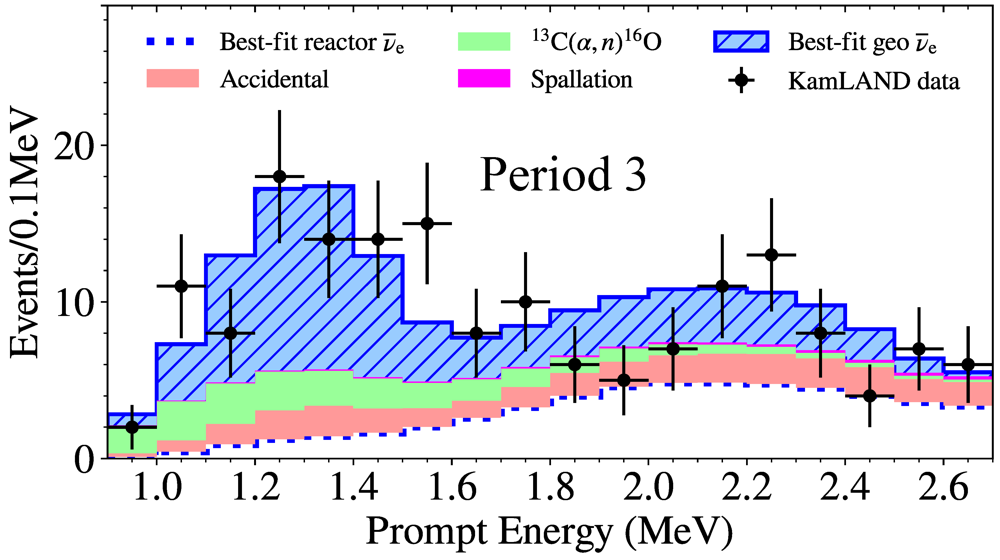 Best-fit reactor ν̅ₑ
¹³C(α, n)¹⁶O
Best-fit geo ν̅ₑ
Accidental
Spallation
KamLAND data
Period 3
Events/0.1MeV
20
10
0
1.0 1.2 1.4 1.6 1.8 2.0 2.2 2.4 2.6
Prompt Energy (MeV)